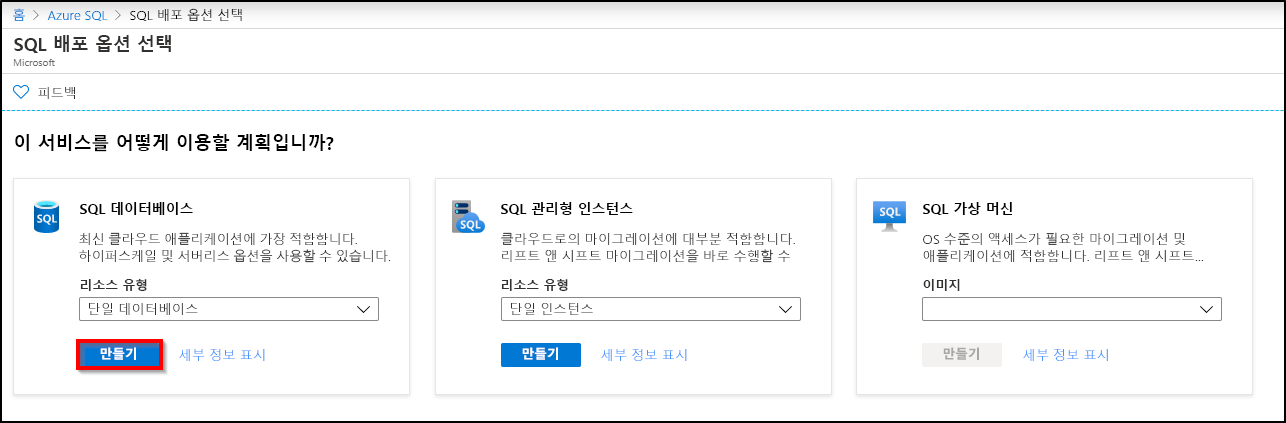 홈 > Azure SQL > SQL 배포 옵션 선택
SQL 배포 옵션 선택
Microsoft
피드백
이 서비스를 어떻게 이용할 계획입니까?
SQL
SQL 데이터베이스
최신 클라우드 애플리케이션에 가장 적합합니다.
하이퍼스케일 및 서버리스 옵션을 사용할 수 있습니다.
리소스 유형
단일 데이터베이스
만들기 세부 정보 표시
SQL
SQL 관리형 인스턴스
클라우드로의 마이그레이션에 대부분 적합합니다.
리프트 앤 시프트 마이그레이션을 바로 수행할 수
리소스 유형
단일 인스턴스
만들기 세부 정보 표시
SQL
SQL 가상 머신
OS 수준의 액세스가 필요한 마이그레이션 및
애플리케이션에 적합합니다. 리프트 앤 시프트...
이미지
만들기 세부 정보 표시